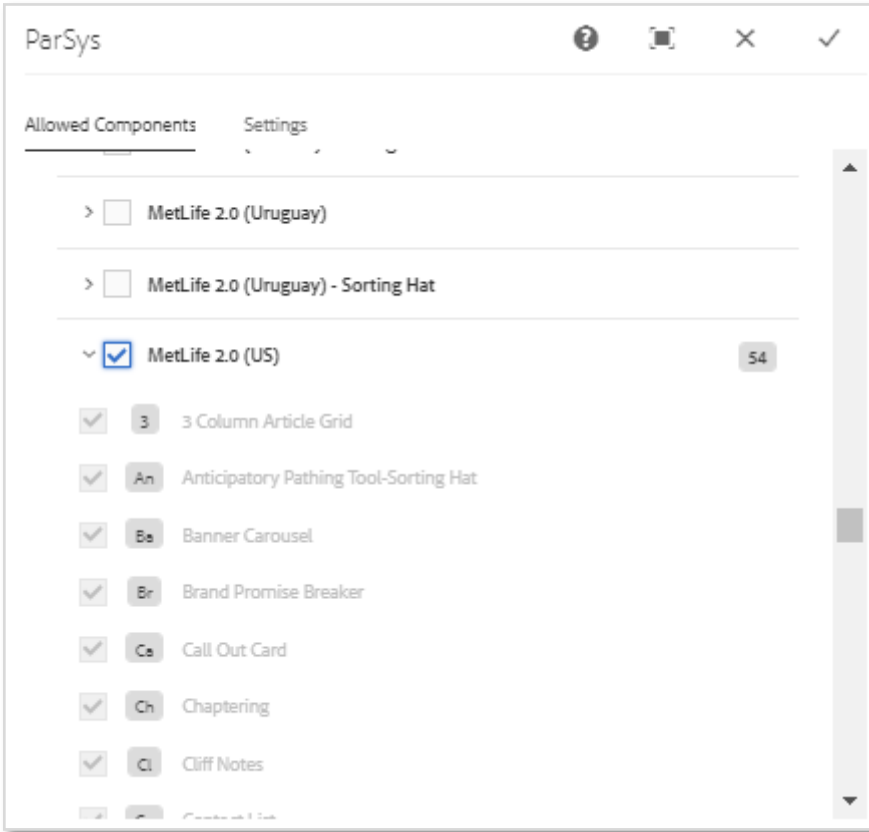 ParSys
Allowed Components Settings
MetLife 2.0 (Uruguay)
MetLife 2.0 (Uruguay) - Sorting Hat
MetLife 2.0 (US) 54
3 3 Column Article Grid
An Anticipatory Pathing Tool-Sorting Hat
Ba Banner Carousel
Br Brand Promise Breaker
Ca Call Out Card
Ch Chaptering
Cl Cliff Notes
Contact List